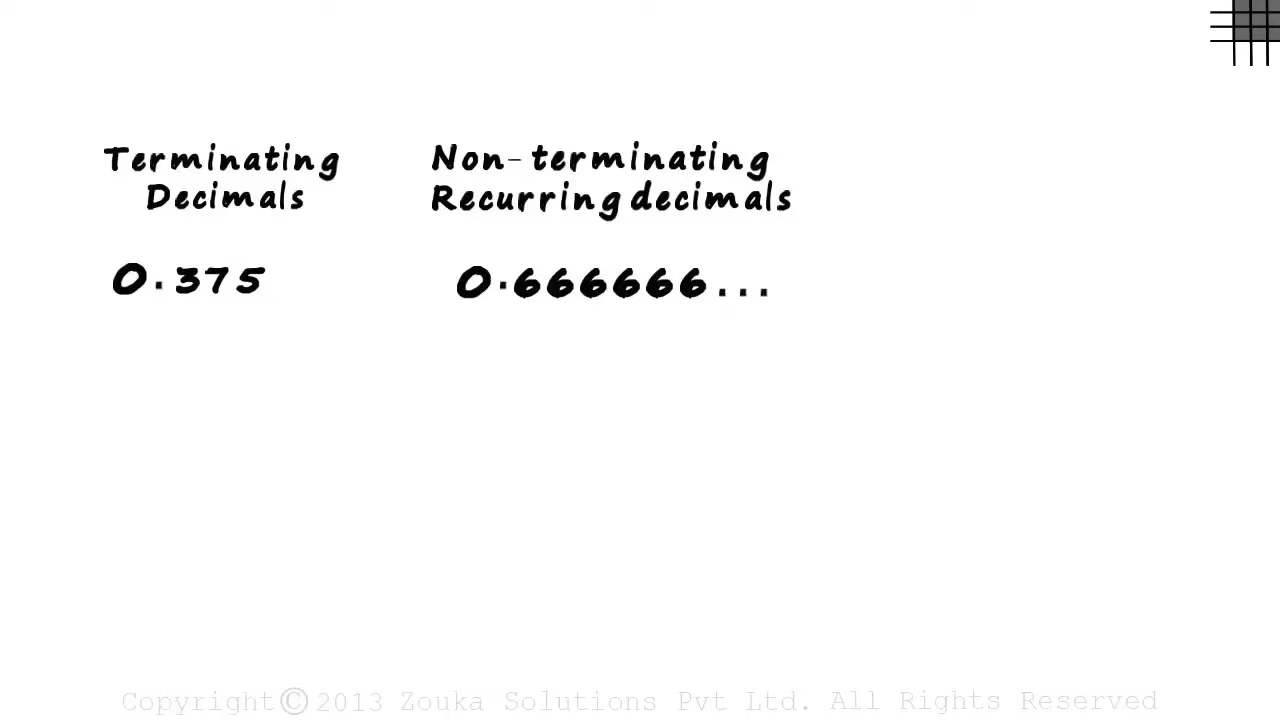 Terminating
Decimals
0.375
Non-terminating
Recurring decimals
0.666666...
Copyright©2013 Zouka Solutions Pvt Ltd. All Rights Reserved